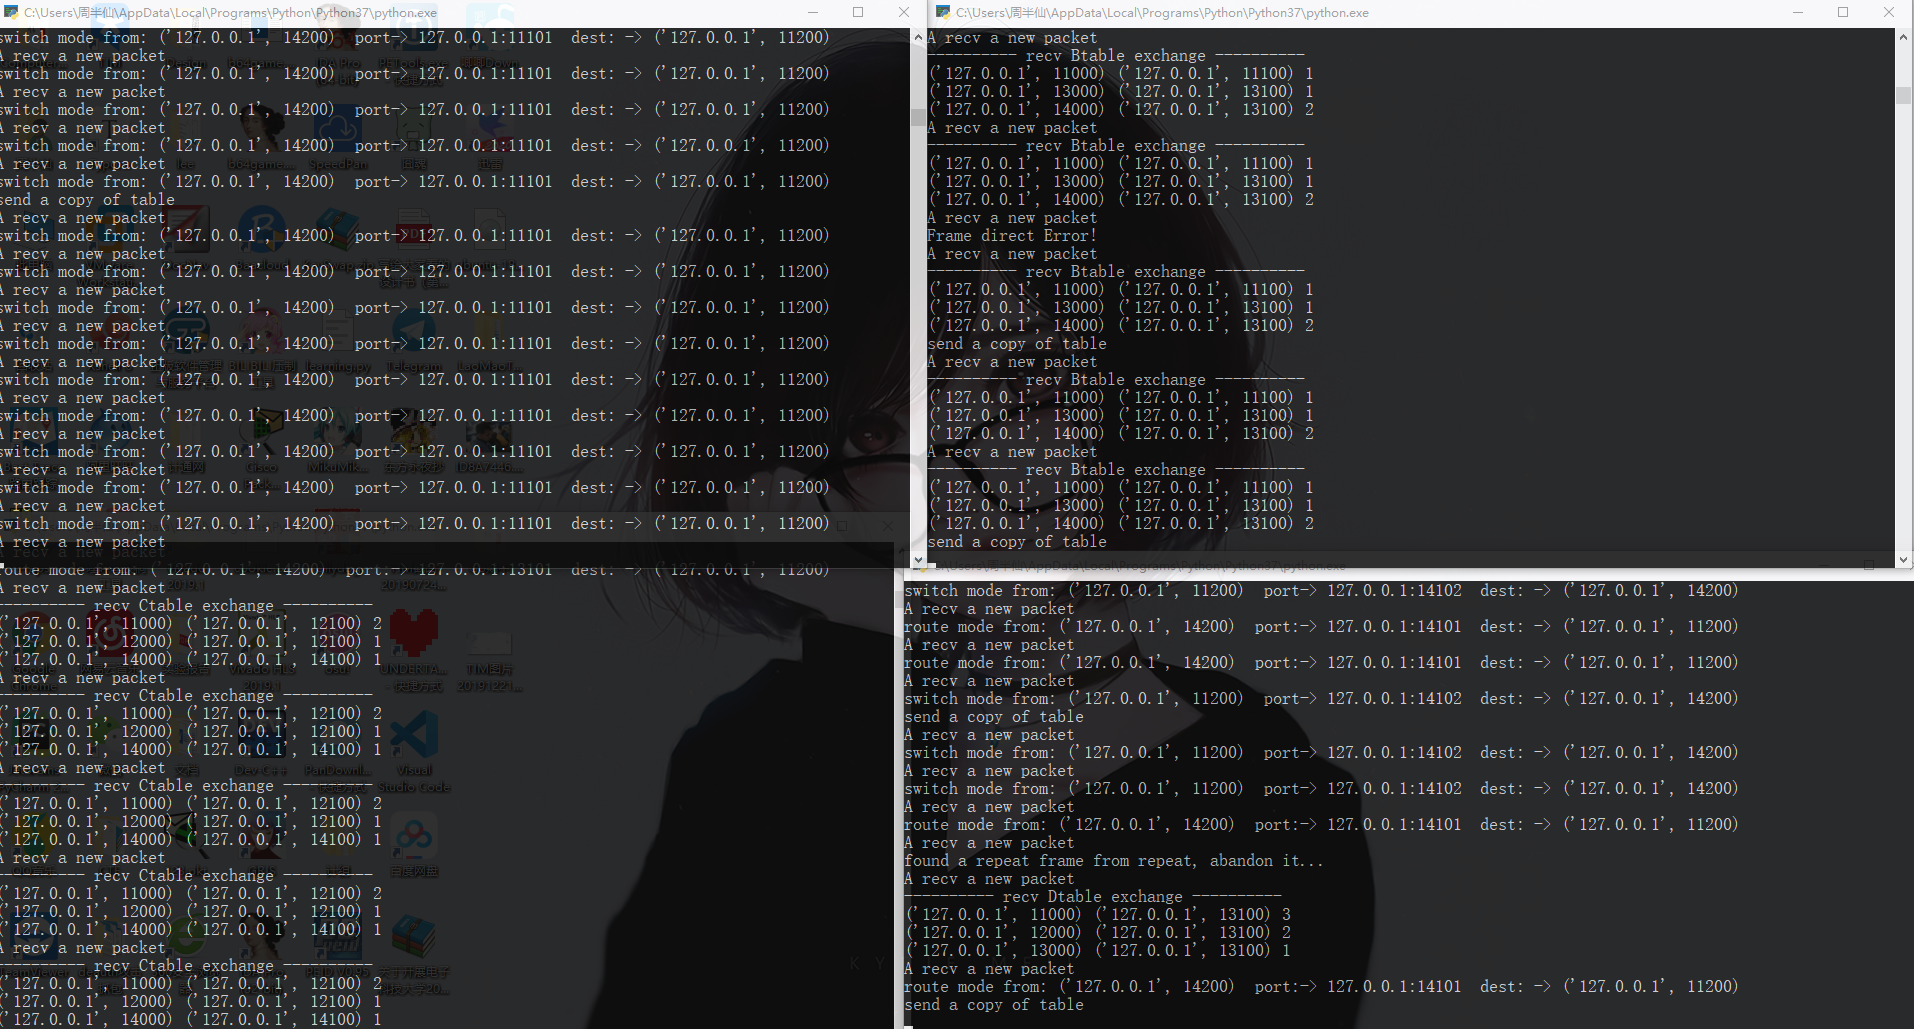 C:\Users\周半仙\AppData\Local\Programs\Python\Python37\python.exe
switch mode from: ('127.0.0.1', 14200)  port-> 127.0.0.1:11101  dest: -> ('127.0.0.1', 11200)
A recv a new packet
switch mode from: ('127.0.0.1', 14200)  port-> 127.0.0.1:11101  dest: -> ('127.0.0.1', 11200)
A recv a new packet
switch mode from: ('127.0.0.1', 14200)  port-> 127.0.0.1:11101  dest: -> ('127.0.0.1', 11200)
A recv a new packet
switch mode from: ('127.0.0.1', 14200)  port-> 127.0.0.1:11101  dest: -> ('127.0.0.1', 11200)
A recv a new packet
switch mode from: ('127.0.0.1', 14200)  port-> 127.0.0.1:11101  dest: -> ('127.0.0.1', 11200)
send a copy of table
A recv a new packet
switch mode from: ('127.0.0.1', 14200)  port-> 127.0.0.1:11101  dest: -> ('127.0.0.1', 11200)
A recv a new packet
switch mode from: ('127.0.0.1', 14200)  port-> 127.0.0.1:11101  dest: -> ('127.0.0.1', 11200)
A recv a new packet
switch mode from: ('127.0.0.1', 14200)  port-> 127.0.0.1:11101  dest: -> ('127.0.0.1', 11200)
A recv a new packet
switch mode from: ('127.0.0.1', 14200)  port-> 127.0.0.1:11101  dest: -> ('127.0.0.1', 11200)
A recv a new packet
switch mode from: ('127.0.0.1', 14200)  port-> 127.0.0.1:11101  dest: -> ('127.0.0.1', 11200)
A recv a new packet
switch mode from: ('127.0.0.1', 14200)  port-> 127.0.0.1:11101  dest: -> ('127.0.0.1', 11200)
A recv a new packet
switch mode from: ('127.0.0.1', 14200)  port-> 127.0.0.1:11101  dest: -> ('127.0.0.1', 11200)
A recv a new packet
switch mode from: ('127.0.0.1', 14200)  port-> 127.0.0.1:11101  dest: -> ('127.0.0.1', 11200)
A recv a new packet
switch mode from: ('127.0.0.1', 14200)  port-> 127.0.0.1:11101  dest: -> ('127.0.0.1', 11200)
A recv a new packet
C:\Users\周半仙\AppData\Local\Programs\Python\Python37\python.exe
A recv a new packet
---------- recv Btable exchange ----------
('127.0.0.1', 11000) ('127.0.0.1', 11100) 1
('127.0.0.1', 13000) ('127.0.0.1', 13100) 1
('127.0.0.1', 14000) ('127.0.0.1', 13100) 2
A recv a new packet
---------- recv Btable exchange ----------
('127.0.0.1', 11000) ('127.0.0.1', 11100) 1
('127.0.0.1', 13000) ('127.0.0.1', 13100) 1
('127.0.0.1', 14000) ('127.0.0.1', 13100) 2
A recv a new packet
Frame direct Error!
A recv a new packet
---------- recv Btable exchange ----------
('127.0.0.1', 11000) ('127.0.0.1', 11100) 1
('127.0.0.1', 13000) ('127.0.0.1', 13100) 1
('127.0.0.1', 14000) ('127.0.0.1', 13100) 2
send a copy of table
A recv a new packet
---------- recv Btable exchange ----------
('127.0.0.1', 11000) ('127.0.0.1', 11100) 1
('127.0.0.1', 13000) ('127.0.0.1', 13100) 1
('127.0.0.1', 14000) ('127.0.0.1', 13100) 2
A recv a new packet
---------- recv Btable exchange ----------
('127.0.0.1', 11000) ('127.0.0.1', 11100) 1
('127.0.0.1', 13000) ('127.0.0.1', 13100) 1
('127.0.0.1', 14000) ('127.0.0.1', 13100) 2
send a copy of table
route mode from: ('127.0.0.1', 14200)  port:-> 127.0.0.1:13101  dest: -> ('127.0.0.1', 11200)
A recv a new packet
---------- recv Ctable exchange ----------
('127.0.0.1', 11000) ('127.0.0.1', 12100) 2
('127.0.0.1', 12000) ('127.0.0.1', 12100) 1
('127.0.0.1', 14000) ('127.0.0.1', 14100) 1
A recv a new packet
---------- recv Ctable exchange ----------
('127.0.0.1', 11000) ('127.0.0.1', 12100) 2
('127.0.0.1', 12000) ('127.0.0.1', 12100) 1
('127.0.0.1', 14000) ('127.0.0.1', 14100) 1
A recv a new packet
---------- recv Ctable exchange ----------
('127.0.0.1', 11000) ('127.0.0.1', 12100) 2
('127.0.0.1', 12000) ('127.0.0.1', 12100) 1
('127.0.0.1', 14000) ('127.0.0.1', 14100) 1
A recv a new packet
---------- recv Ctable exchange ----------
('127.0.0.1', 11000) ('127.0.0.1', 12100) 2
('127.0.0.1', 12000) ('127.0.0.1', 12100) 1
('127.0.0.1', 14000) ('127.0.0.1', 14100) 1
A recv a new packet
---------- recv Ctable exchange ----------
('127.0.0.1', 11000) ('127.0.0.1', 12100) 2
('127.0.0.1', 12000) ('127.0.0.1', 12100) 1
('127.0.0.1', 14000) ('127.0.0.1', 14100) 1
switch mode from: ('127.0.0.1', 11200)  port-> 127.0.0.1:14102  dest: -> ('127.0.0.1', 14200)
A recv a new packet
route mode from: ('127.0.0.1', 14200)  port:-> 127.0.0.1:14101  dest: -> ('127.0.0.1', 11200)
A recv a new packet
route mode from: ('127.0.0.1', 14200)  port:-> 127.0.0.1:14101  dest: -> ('127.0.0.1', 11200)
A recv a new packet
switch mode from: ('127.0.0.1', 11200)  port-> 127.0.0.1:14102  dest: -> ('127.0.0.1', 14200)
send a copy of table
A recv a new packet
switch mode from: ('127.0.0.1', 11200)  port-> 127.0.0.1:14102  dest: -> ('127.0.0.1', 14200)
A recv a new packet
switch mode from: ('127.0.0.1', 11200)  port-> 127.0.0.1:14102  dest: -> ('127.0.0.1', 14200)
A recv a new packet
route mode from: ('127.0.0.1', 14200)  port:-> 127.0.0.1:14101  dest: -> ('127.0.0.1', 11200)
A recv a new packet
found a repeat frame from repeat, abandon it...
A recv a new packet
---------- recv Dtable exchange ----------
('127.0.0.1', 11000) ('127.0.0.1', 13100) 3
('127.0.0.1', 12000) ('127.0.0.1', 13100) 2
('127.0.0.1', 13000) ('127.0.0.1', 13100) 1
A recv a new packet
route mode from: ('127.0.0.1', 14200)  port:-> 127.0.0.1:14101  dest: -> ('127.0.0.1', 11200)
send a copy of table